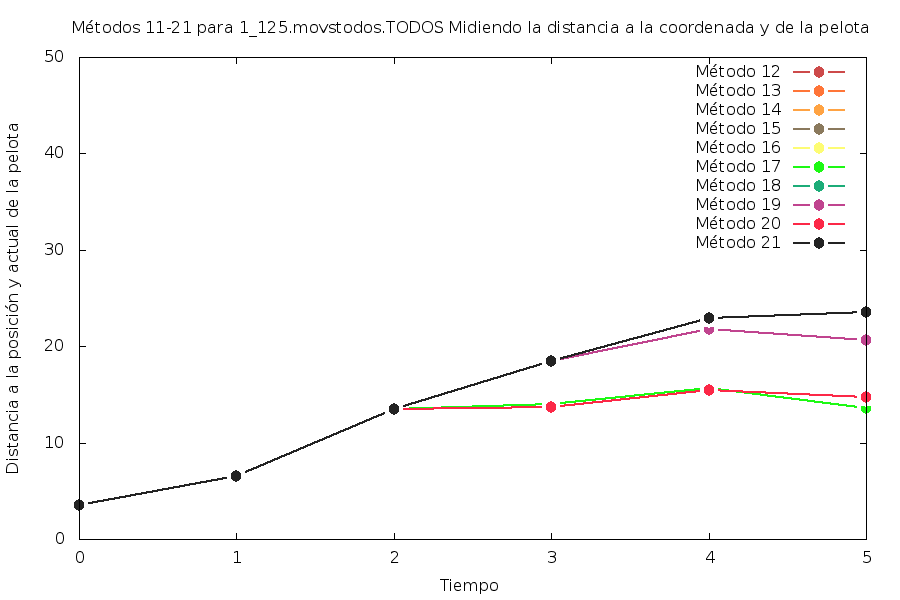 Métodos 11-21 para 1_125.movstodos.TODOS Midiendo la distancia a la coordenada y de la pelota
Distancia a la posición y actual de la pelota
50
40
30
20
10
0
Método 12
Método 13
Método 14
Método 15
Método 16
Método 17
Método 18
Método 19
Método 20
Método 21
0 1 2 3 4 5
Tiempo